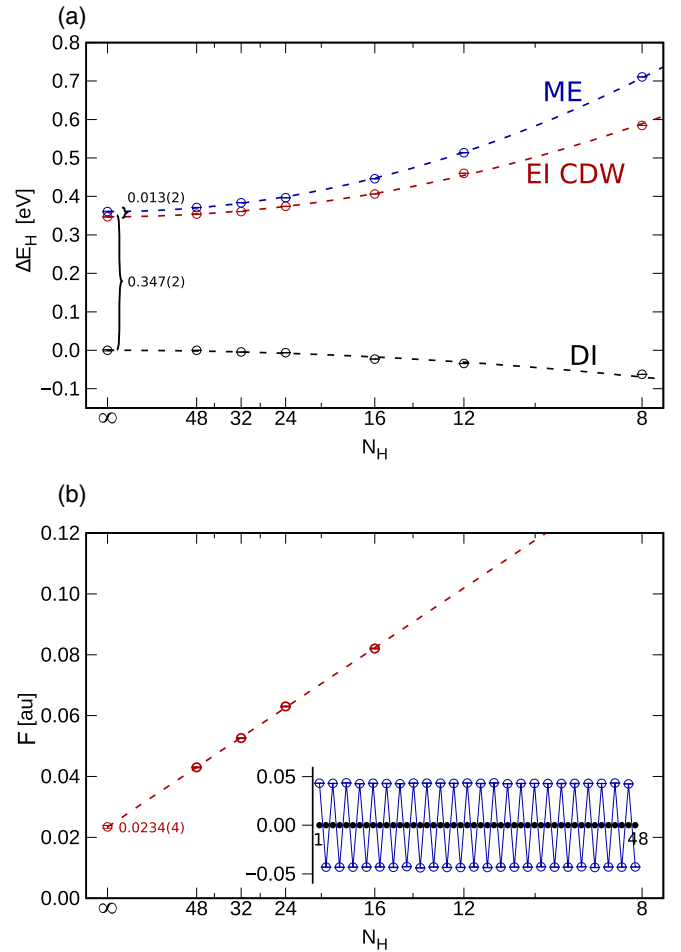 (a)
0.8
0.7
ME
0.6
0.5
EI CDW
0.4
0.013(2)
0.3
ΔE_H [eV]
0.347(2)
0.2
0.1
0.0
DI
−0.1
∞ 48 32 24 16 12 8
N_H
(b)
0.12
0.10
0.08
F [au]
0.06
0.04
0.02
0.00
0.0234(4)
0.05
0.00
1 48
−0.05
∞ 48 32 24 16 12 8
N_H